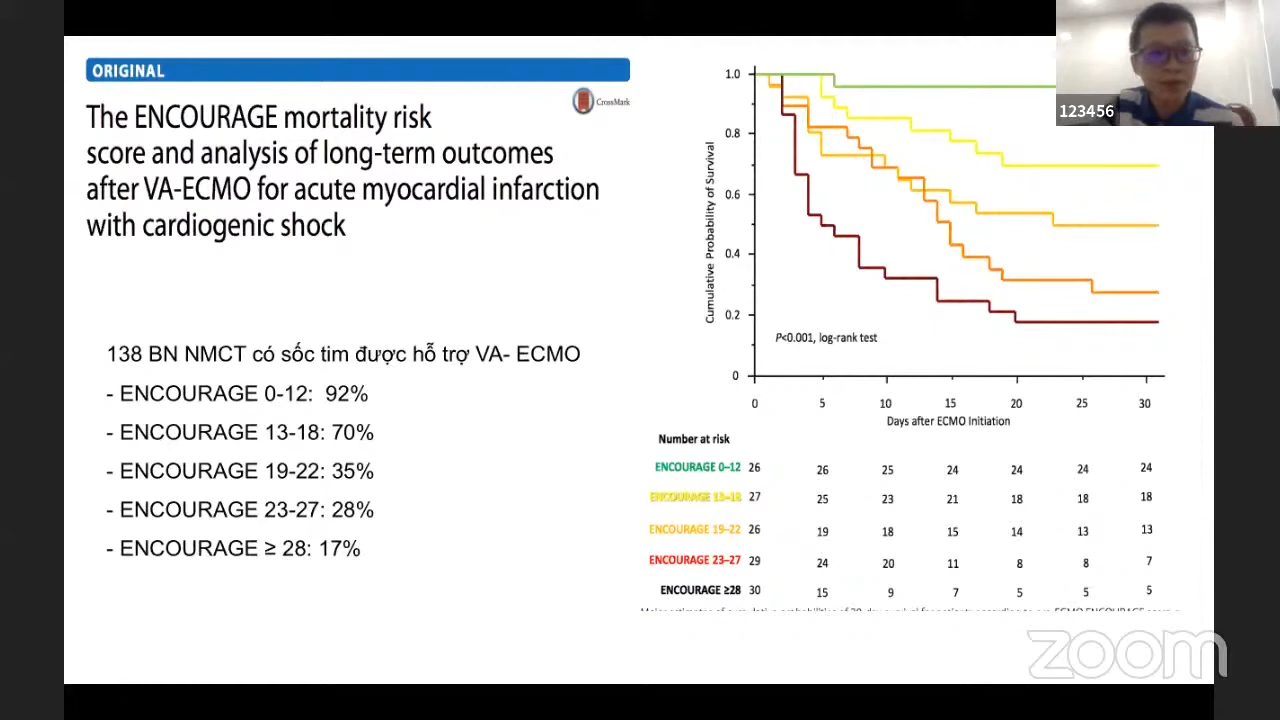 ORIGINAL
CrossMark
The ENCOURAGE mortality risk
score and analysis of long-term outcomes
after VA-ECMO for acute myocardial infarction
with cardiogenic shock
138 BN NMCT có sốc tim được hỗ trợ VA- ECMO
- ENCOURAGE 0-12: 92%
- ENCOURAGE 13-18: 70%
- ENCOURAGE 19-22: 35%
- ENCOURAGE 23-27: 28%
- ENCOURAGE ≥ 28: 17%
Cumulative Probability of Survival
1.0
0.8
0.6
0.4
0.2
0
P<0.001, log-rank test
0 5 10 15 20 25 30
Days after ECMO Initiation
Number at risk
ENCOURAGE 0–12 26 26 25 24 24 24 24
ENCOURAGE 13–18 27 25 23 21 18 18 18
ENCOURAGE 19–22 26 19 18 15 14 13 13
ENCOURAGE 23–27 29 24 20 11 8 8 7
ENCOURAGE ≥28 30 15 9 7 5 5 5
123456
zoom